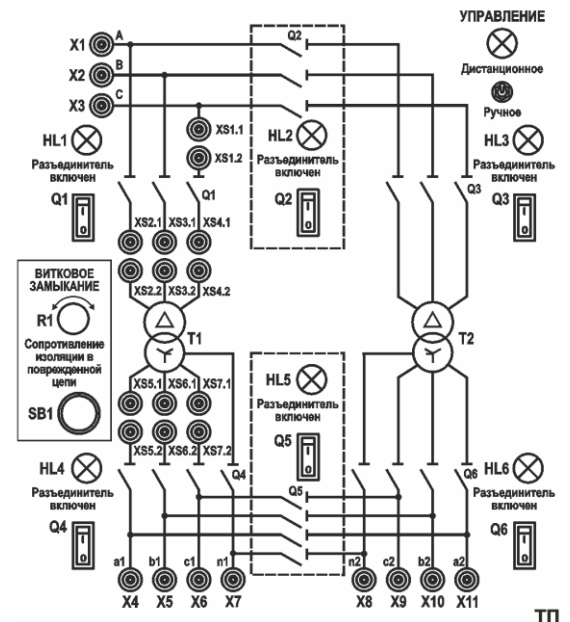 УПРАВЛЕНИЕ
Дистанционное
Ручное
X1 A
X2 B
X3 C
Q2
XS1.1
XS1.2
HL1
Разъединитель
включен
Q1
Q1
HL2
Разъединитель
включен
Q2
HL3
Разъединитель
включен
Q3
Q3
XS2.1 XS3.1 XS4.1
XS2.2 XS3.2 XS4.2
ВИТКОВОЕ
ЗАМЫКАНИЕ
R1
Сопротивление
изоляции в
поврежденной
цепи
SB1
T1
T2
XS5.1 XS6.1 XS7.1
XS5.2 XS6.2 XS7.2
HL5
Разъединитель
включен
Q5
Q5
HL4
Разъединитель
включен
Q4
Q4
HL6
Разъединитель
включен
Q6
Q6
a1 b1 c1 n1 n2 c2 b2 a2
X4 X5 X6 X7 X8 X9 X10 X11
ТП